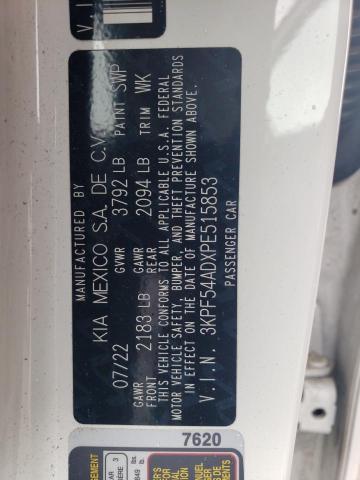 V.I.N
MANUFACTURED BY
KIA MEXICO S.A. DE C.V
07/22 GVWR 3792 LB PAINT SWP
GAWR FRONT 2183 LB GAWR REAR 2094 LB TRIM WK
THIS VEHICLE CONFORMS TO ALL APPLICABLE U.S.A. FEDERAL
MOTOR VEHICLE SAFETY, BUMPER, AND THEFT PREVENTION STANDARDS
IN EFFECT ON THE DATE OF MANUFACTURE SHOWN ABOVE.
V.I.N. 3KPF54ADXPE515853
PASSENGER CAR
7620